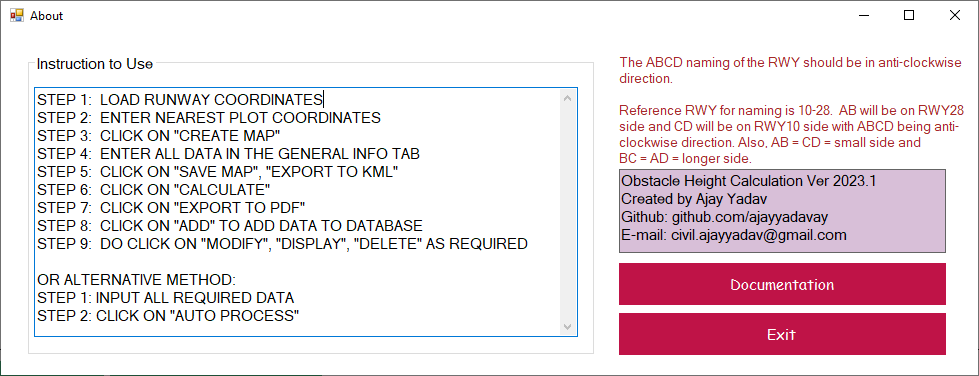 About
Instruction to Use
STEP 1:  LOAD RUNWAY COORDINATES
STEP 2:  ENTER NEAREST PLOT COORDINATES
STEP 3:  CLICK ON "CREATE MAP"
STEP 4:  ENTER ALL DATA IN THE GENERAL INFO TAB
STEP 5:  CLICK ON "SAVE MAP", "EXPORT TO KML"
STEP 6:  CLICK ON "CALCULATE"
STEP 7:  CLICK ON "EXPORT TO PDF"
STEP 8:  CLICK ON "ADD" TO ADD DATA TO DATABASE
STEP 9:  DO CLICK ON "MODIFY", "DISPLAY", "DELETE" AS REQUIRED
OR ALTERNATIVE METHOD:
STEP 1: INPUT ALL REQUIRED DATA
STEP 2: CLICK ON "AUTO PROCESS"
The ABCD naming of the RWY should be in anti-clockwise
direction.
Reference RWY for naming is 10-28.  AB will be on RWY28
side and CD will be on RWY10 side with ABCD being anti-
clockwise direction. Also, AB = CD = small side and
BC = AD = longer side.
Obstacle Height Calculation Ver 2023.1
Created by Ajay Yadav
Github: github.com/ajayyadavay
E-mail: civil.ajayyadav@gmail.com
Documentation
Exit